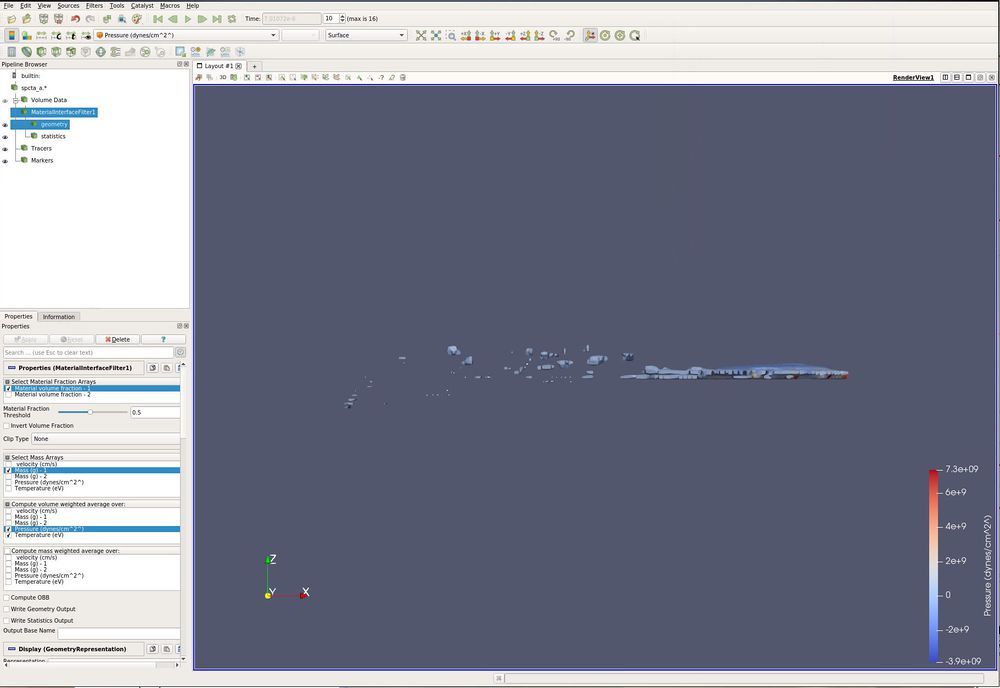 File Edit View Sources Filters Tools Catalyst Macros Help
Time: 10 (max is 16)
Pressure (dynes/cm^2^) Surface
Pipeline Browser
builtin:
spcta_a.*
Volume Data
MaterialInterfaceFilter1
geometry
statistics
Tracers
Markers
Layout #1
3D
RenderView1
Properties Information
Properties
Apply Reset Delete ?
Search ... (use Esc to clear text)
Properties (MaterialInterfaceFilter1)
Select Material Fraction Arrays
Material volume fraction - 1
Material volume fraction - 2
Material Fraction
Threshold
0.5
Invert Volume Fraction
Clip Type None
Select Mass Arrays
velocity (cm/s)
Mass (g) - 1
Mass (g) - 2
Pressure (dynes/cm^2^)
Temperature (eV)
Compute volume weighted average over:
velocity (cm/s)
Mass (g) - 1
Mass (g) - 2
Pressure (dynes/cm^2^)
Temperature (eV)
Compute mass weighted average over:
velocity (cm/s)
Mass (g) - 1
Mass (g) - 2
Pressure (dynes/cm^2^)
Temperature (eV)
Compute OBB
Write Geometry Output
Write Statistics Output
Output Base Name
Display (GeometryRepresentation)
Representation
Z
Y
X
7.3e+09
6e+9
4e+9
2e+9
0
-2e+9
-3.9e+09
Pressure (dynes/cm^2^)